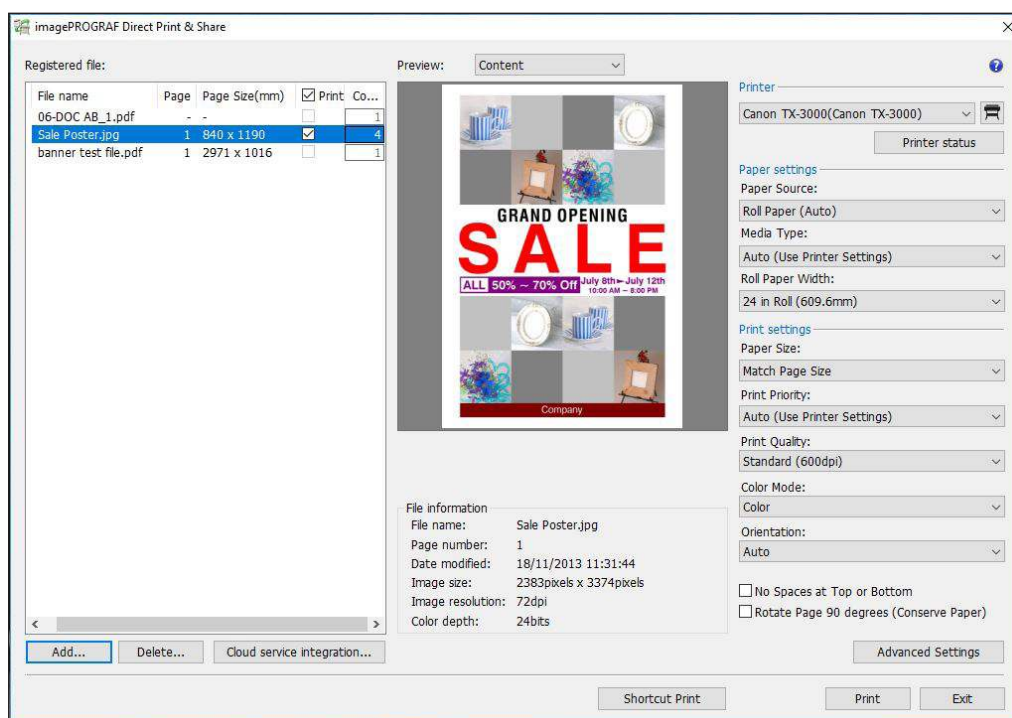 imagePROGRAF Direct Print & Share
Registered file:
File name Page Page Size(mm) Print Co...
06-DOC AB_1.pdf - - 1
Sale Poster.jpg 1 840 x 1190 4
banner test file.pdf 1 2971 x 1016 1
Add... Delete... Cloud service integration...
Preview: Content
GRAND OPENING
SALE
ALL 50% ~ 70% Off July 8th►July 12th
10:00 AM ~ 8:00 PM
Company
File information
File name: Sale Poster.jpg
Page number: 1
Date modified: 18/11/2013 11:31:44
Image size: 2383pixels x 3374pixels
Image resolution: 72dpi
Color depth: 24bits
Printer
Canon TX-3000(Canon TX-3000)
Printer status
Paper settings
Paper Source:
Roll Paper (Auto)
Media Type:
Auto (Use Printer Settings)
Roll Paper Width:
24 in Roll (609.6mm)
Print settings
Paper Size:
Match Page Size
Print Priority:
Auto (Use Printer Settings)
Print Quality:
Standard (600dpi)
Color Mode:
Color
Orientation:
Auto
No Spaces at Top or Bottom
Rotate Page 90 degrees (Conserve Paper)
Advanced Settings
Shortcut Print Print Exit